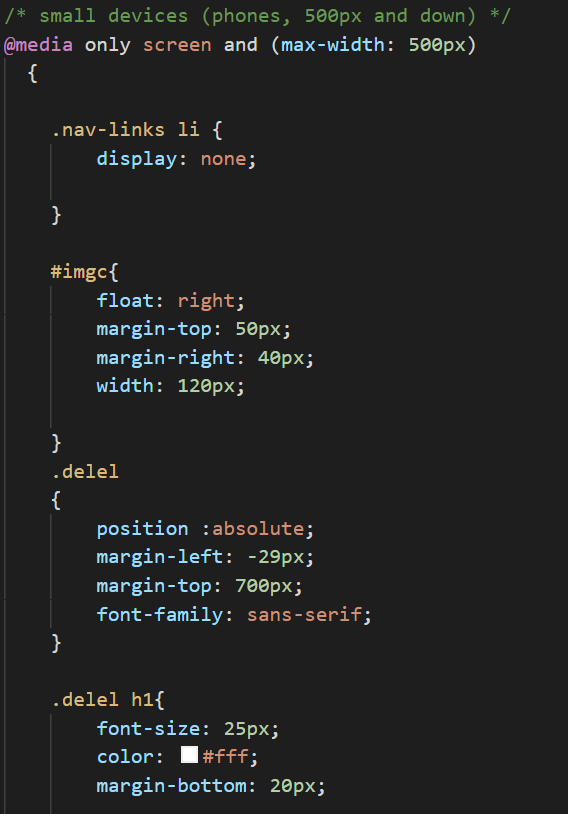 /* small devices (phones, 500px and down) */
@media only screen and (max-width: 500px)
{
.nav-links li {
display: none;
}
#imgc{
float: right;
margin-top: 50px;
margin-right: 40px;
width: 120px;
}
.delel
{
position :absolute;
margin-left: -29px;
margin-top: 700px;
font-family: sans-serif;
}
.delel h1{
font-size: 25px;
color: #fff;
margin-bottom: 20px;